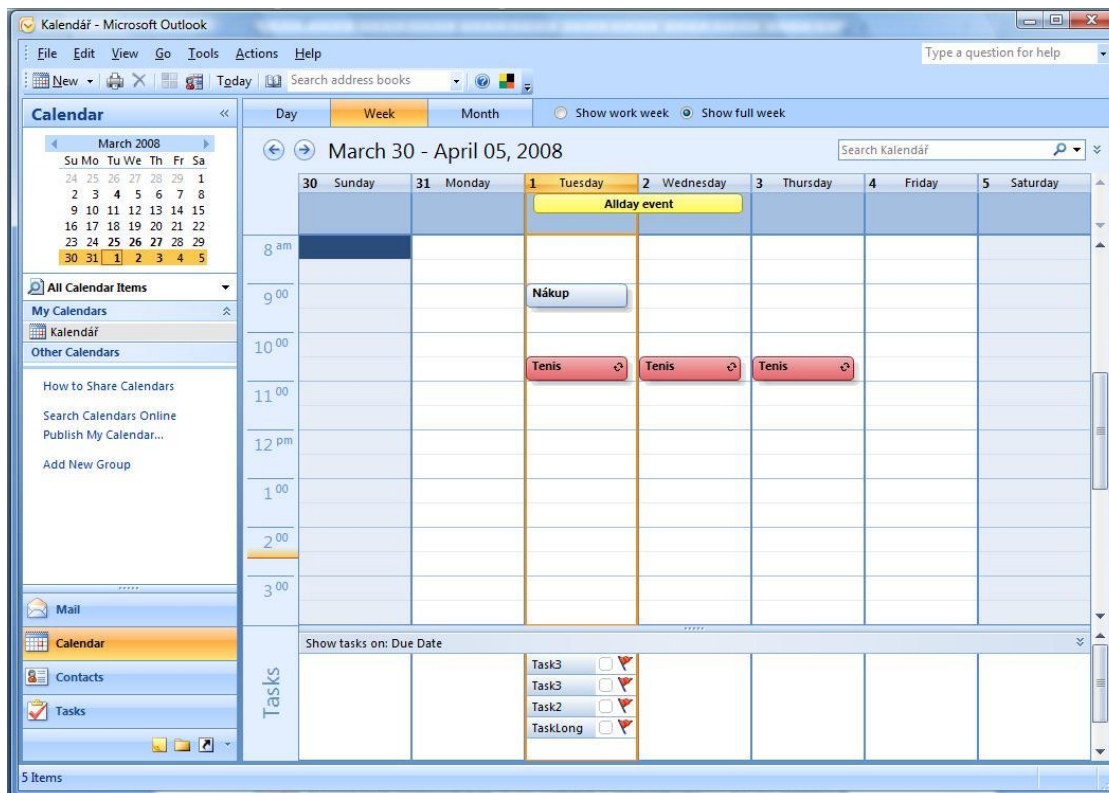 Kalendář - Microsoft Outlook
File Edit View Go Tools Actions Help
Type a question for help
New Today Search address books
Calendar «
Day Week Month Show work week Show full week
March 2008
Su Mo Tu We Th Fr Sa
24 25 26 27 28 29 1
2 3 4 5 6 7 8
9 10 11 12 13 14 15
16 17 18 19 20 21 22
23 24 25 26 27 28 29
30 31 1 2 3 4 5
March 30 - April 05, 2008
Search Kalendář
30 Sunday 31 Monday 1 Tuesday 2 Wednesday 3 Thursday 4 Friday 5 Saturday
Allday event
All Calendar Items
My Calendars
Kalendář
Other Calendars
How to Share Calendars
Search Calendars Online
Publish My Calendar...
Add New Group
8 am
9 00
Nákup
10 00
Tenis Tenis Tenis
11 00
12 pm
1 00
2 00
3 00
Mail
Calendar
Contacts
Tasks
Show tasks on: Due Date
Tasks
Task3
Task3
Task2
TaskLong
5 Items